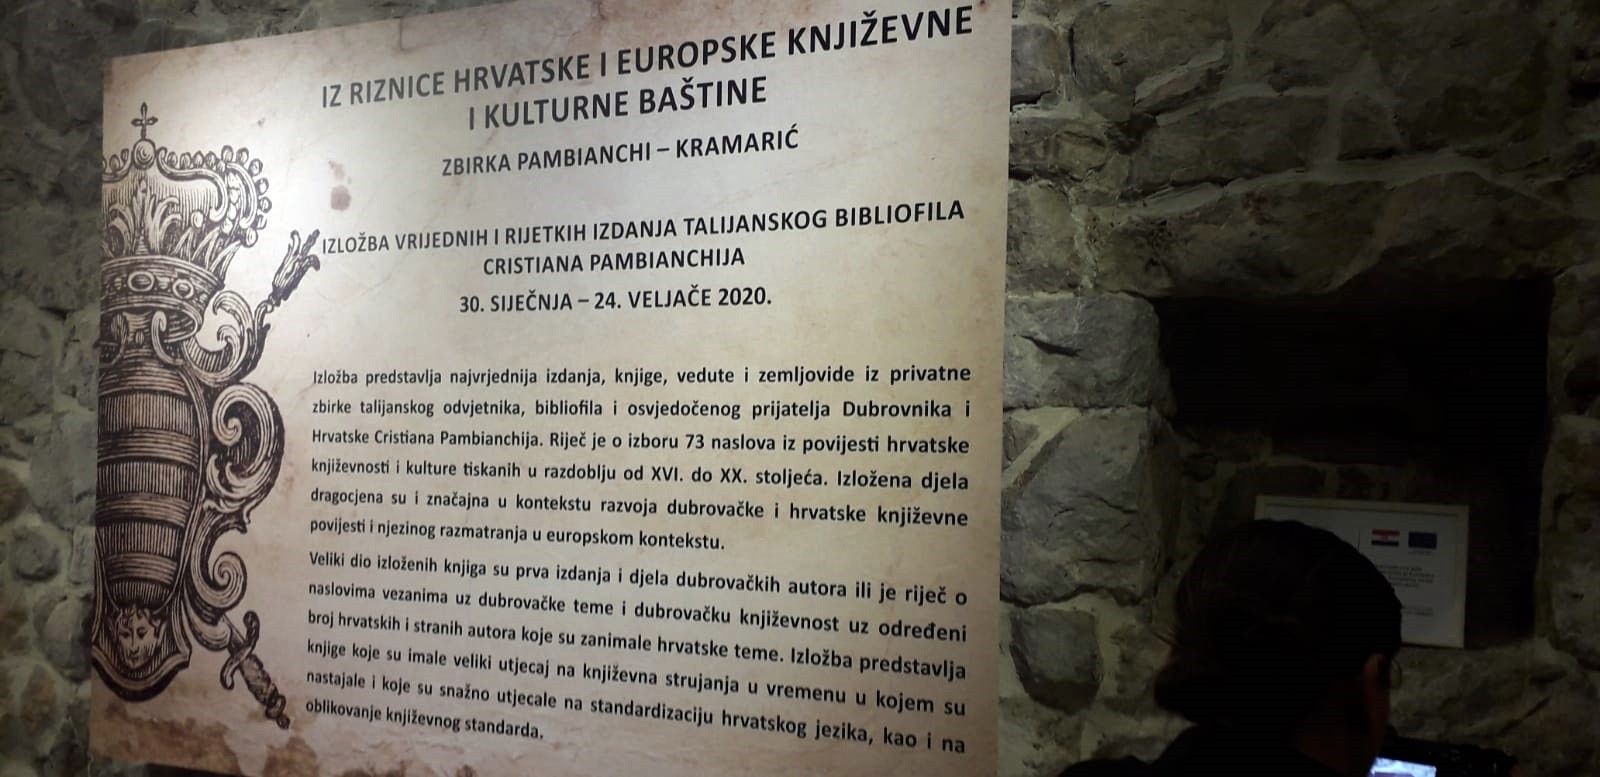 IZ RIZNICE HRVATSKE I EUROPSKE KNJIŽEVNE
I KULTURNE BAŠTINE
ZBIRKA PAMBIANCHI – KRAMARIĆ
IZLOŽBA VRIJEDNIH I RIJETKIH IZDANJA TALIJANSKOG BIBLIOFILA
CRISTIANA PAMBIANCHIJA
30. SIJEČNJA – 24. VELJAČE 2020.
Izložba predstavlja najvrjednija izdanja, knjige, vedute i zemljovide iz privatne
zbirke talijanskog odvjetnika, bibliofila i osvjedočenog prijatelja Dubrovnika i
Hrvatske Cristiana Pambianchija. Riječ je o izboru 73 naslova iz povijesti hrvatske
književnosti i kulture tiskanih u razdoblju od XVI. do XX. stoljeća. Izložena djela
dragocjena su i značajna u kontekstu razvoja dubrovačke i hrvatske književne
povijesti i njezinog razmatranja u europskom kontekstu.
Veliki dio izloženih knjiga su prva izdanja i djela dubrovačkih autora ili je riječ o
naslovima vezanima uz dubrovačke teme i dubrovačku književnost uz određeni
broj hrvatskih i stranih autora koje su zanimale hrvatske teme. Izložba predstavlja
knjige koje su imale veliki utjecaj na književna strujanja u vremenu u kojem su
nastajale i koje su snažno utjecale na standardizaciju hrvatskog jezika, kao i na
oblikovanje književnog standarda.